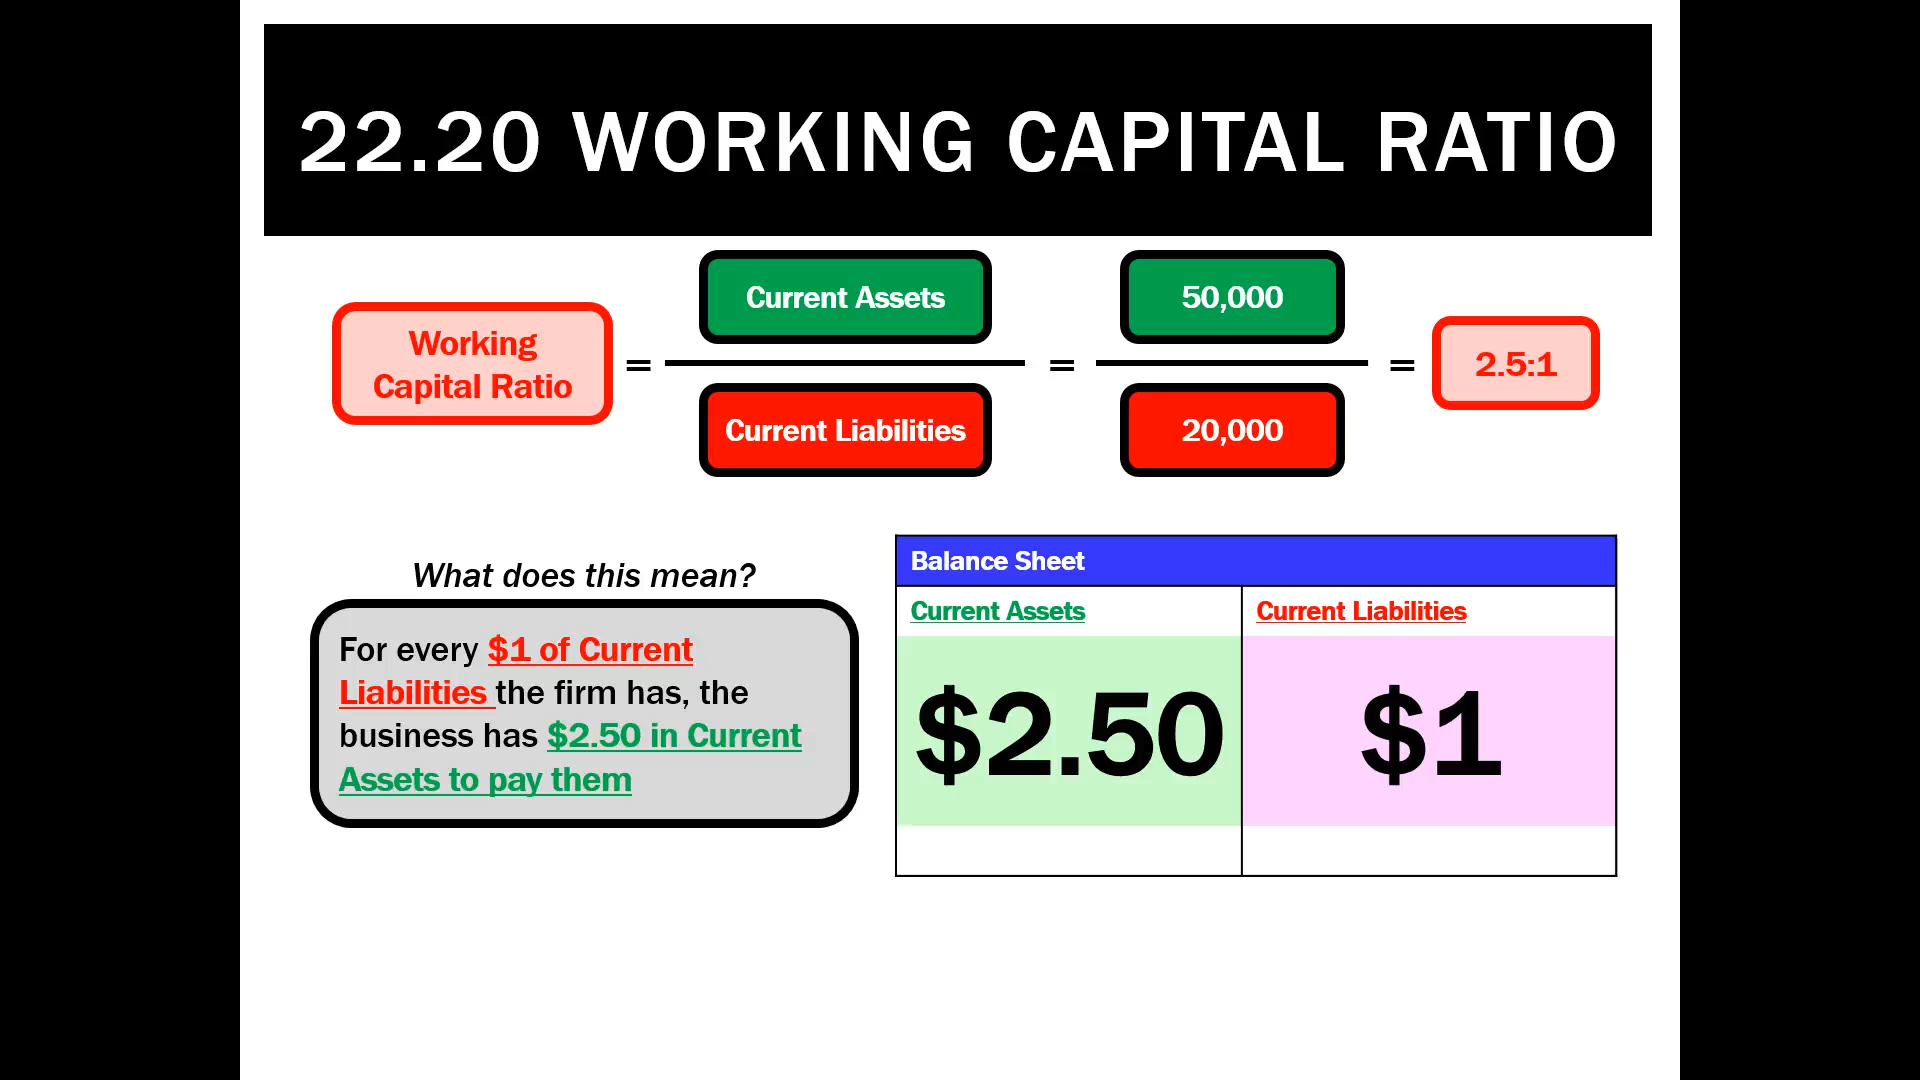 22.20 WORKING CAPITAL RATIO
Working
Capital Ratio
=
Current Assets
Current Liabilities
=
50,000
20,000
=
2.5:1
What does this mean?
For every $1 of Current
Liabilities the firm has, the
business has $2.50 in Current
Assets to pay them
Balance Sheet
Current Assets
Current Liabilities
$2.50
$1